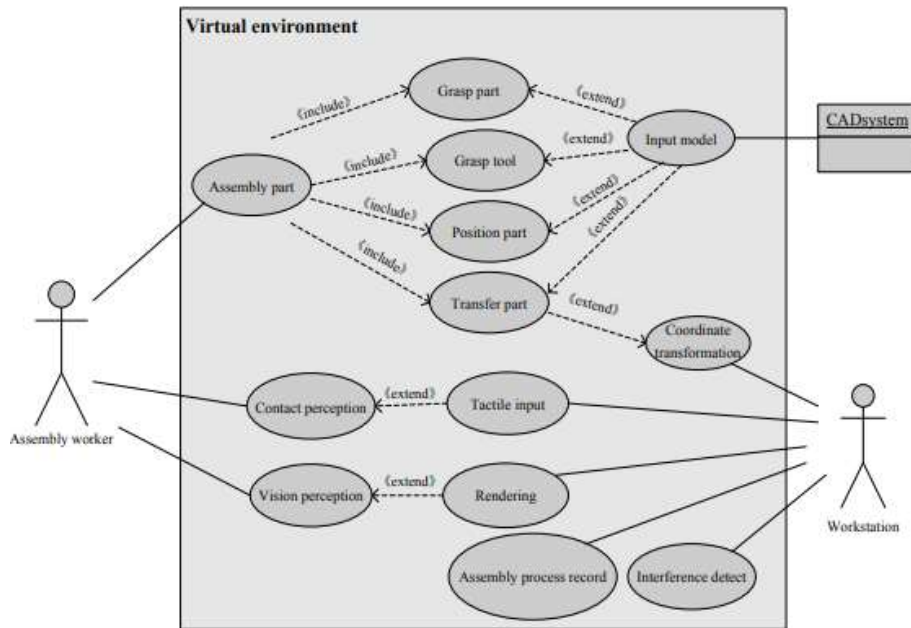 Virtual environment
Grasp part
《include》
《extend》
CADsystem
Input model
《extend》
Grasp tool
《include》
Assembly part
《extend》
《include》
Position part
《extend》
《include》
Transfer part
《extend》
Coordinate
transformation
Contact perception
《extend》
Tactile input
Assembly worker
Vision perception
《extend》
Rendering
Workstation
Assembly process record
Interference detect